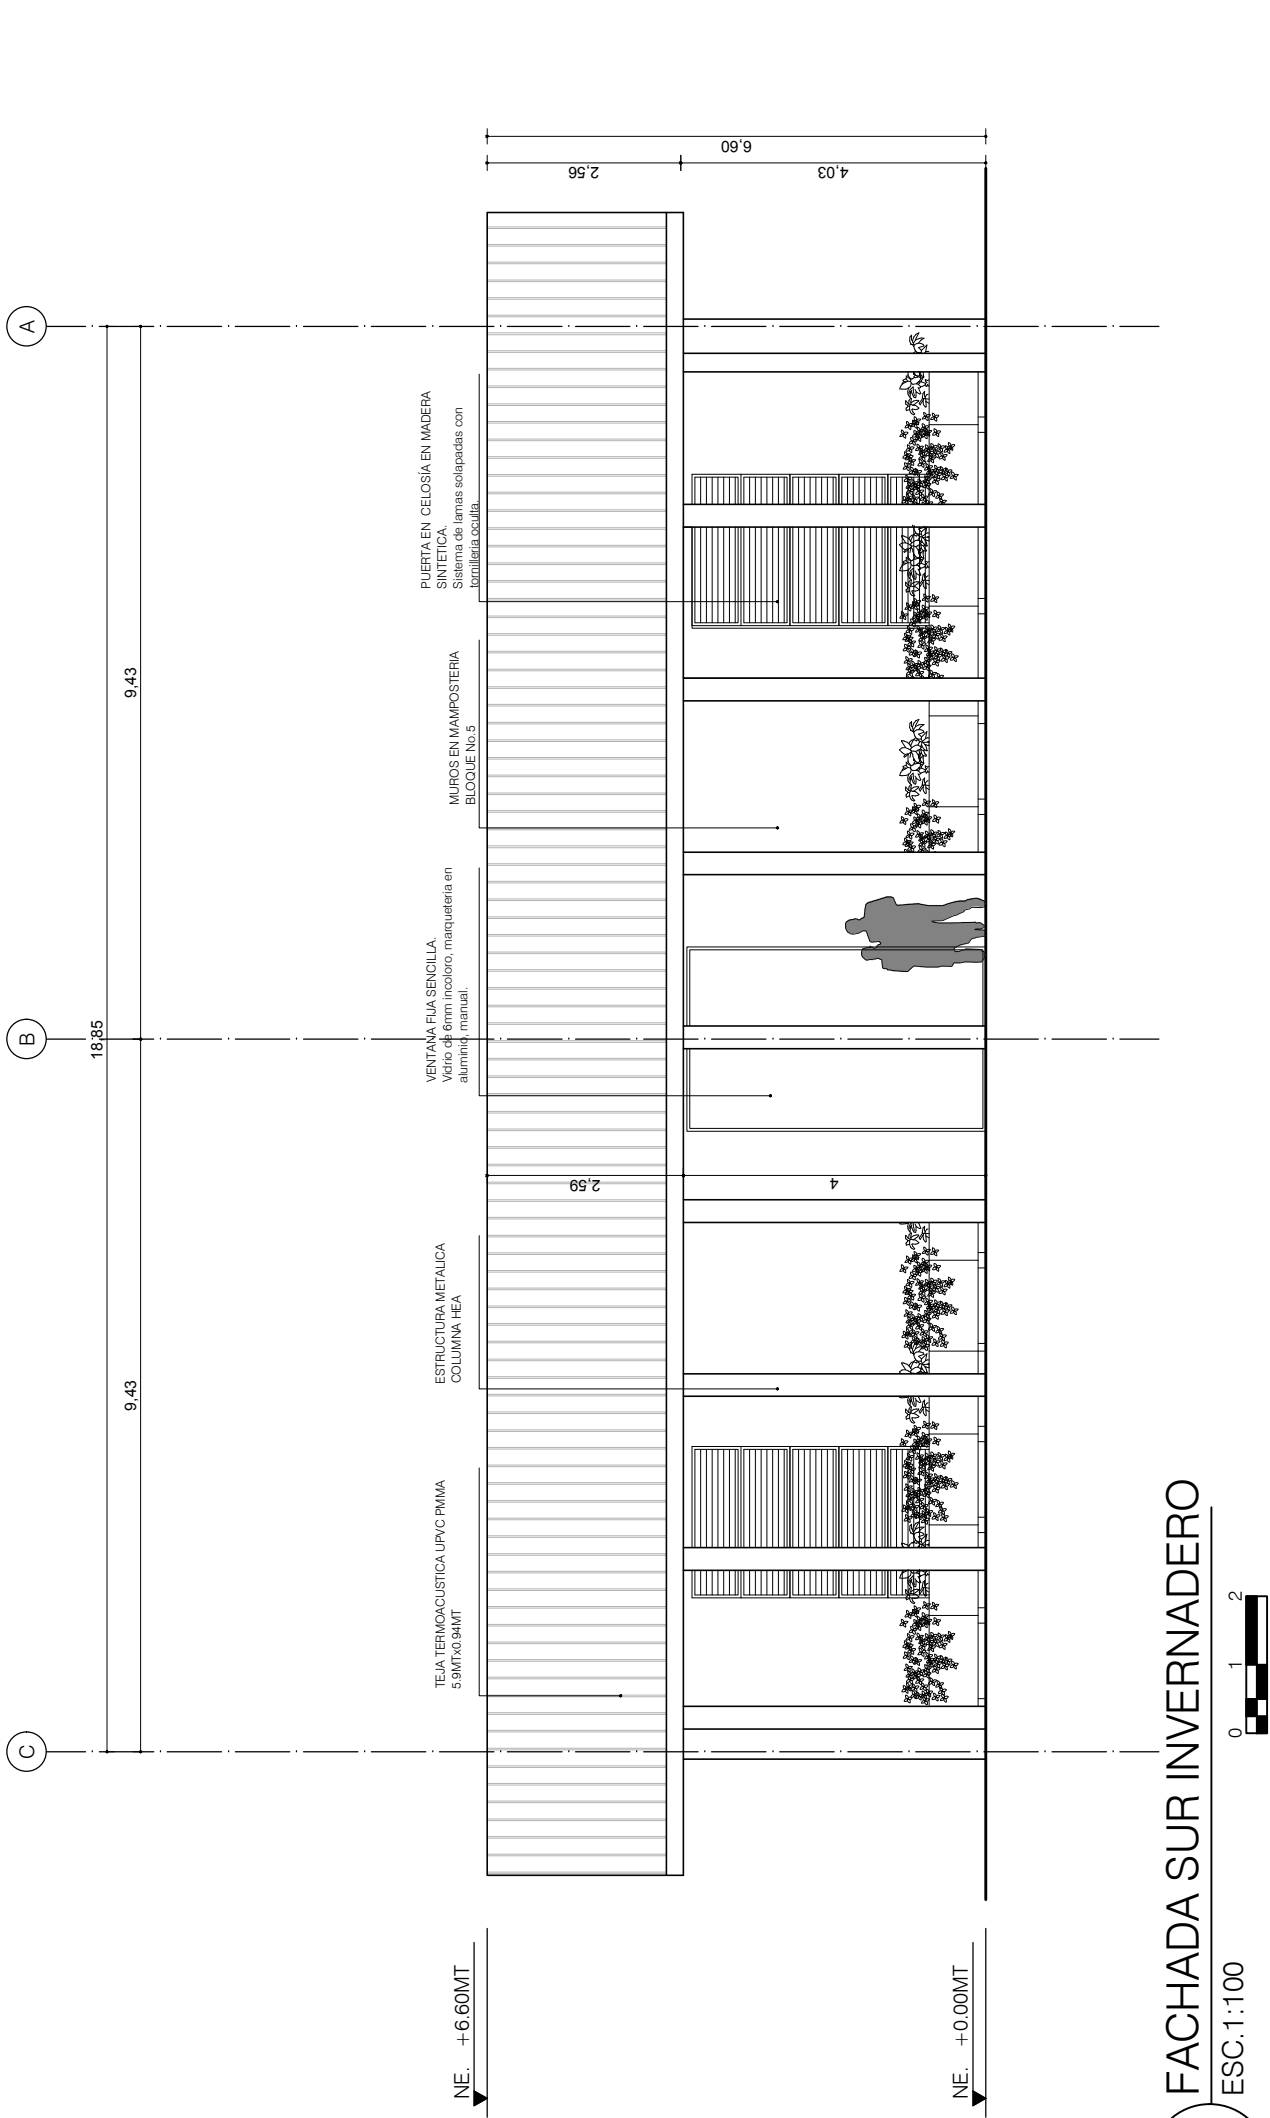 C
B
A
18,85
9,43
9,43
TEJA TERMOACUSTICA UPVC PMMA
5.9MTx0.94MT
ESTRUCTURA METALICA
COLUMNA HEA
VENTANA FIJA SENCILLA.
Vidrio de 6mm incoloro, marqueteria en
aluminio, manual.
MUROS EN MAMPOSTERIA
BLOQUE No.5
PUERTA EN CELOSÍA EN MADERA
SINTETICA.
Sistema de lamas solapadas con
tornilleria oculta.
NE. +6.60MT
2,59
4
2,56
4,03
6,60
NE. +0.00MT
FACHADA SUR INVERNADERO
ESC.1:100
0 1 2